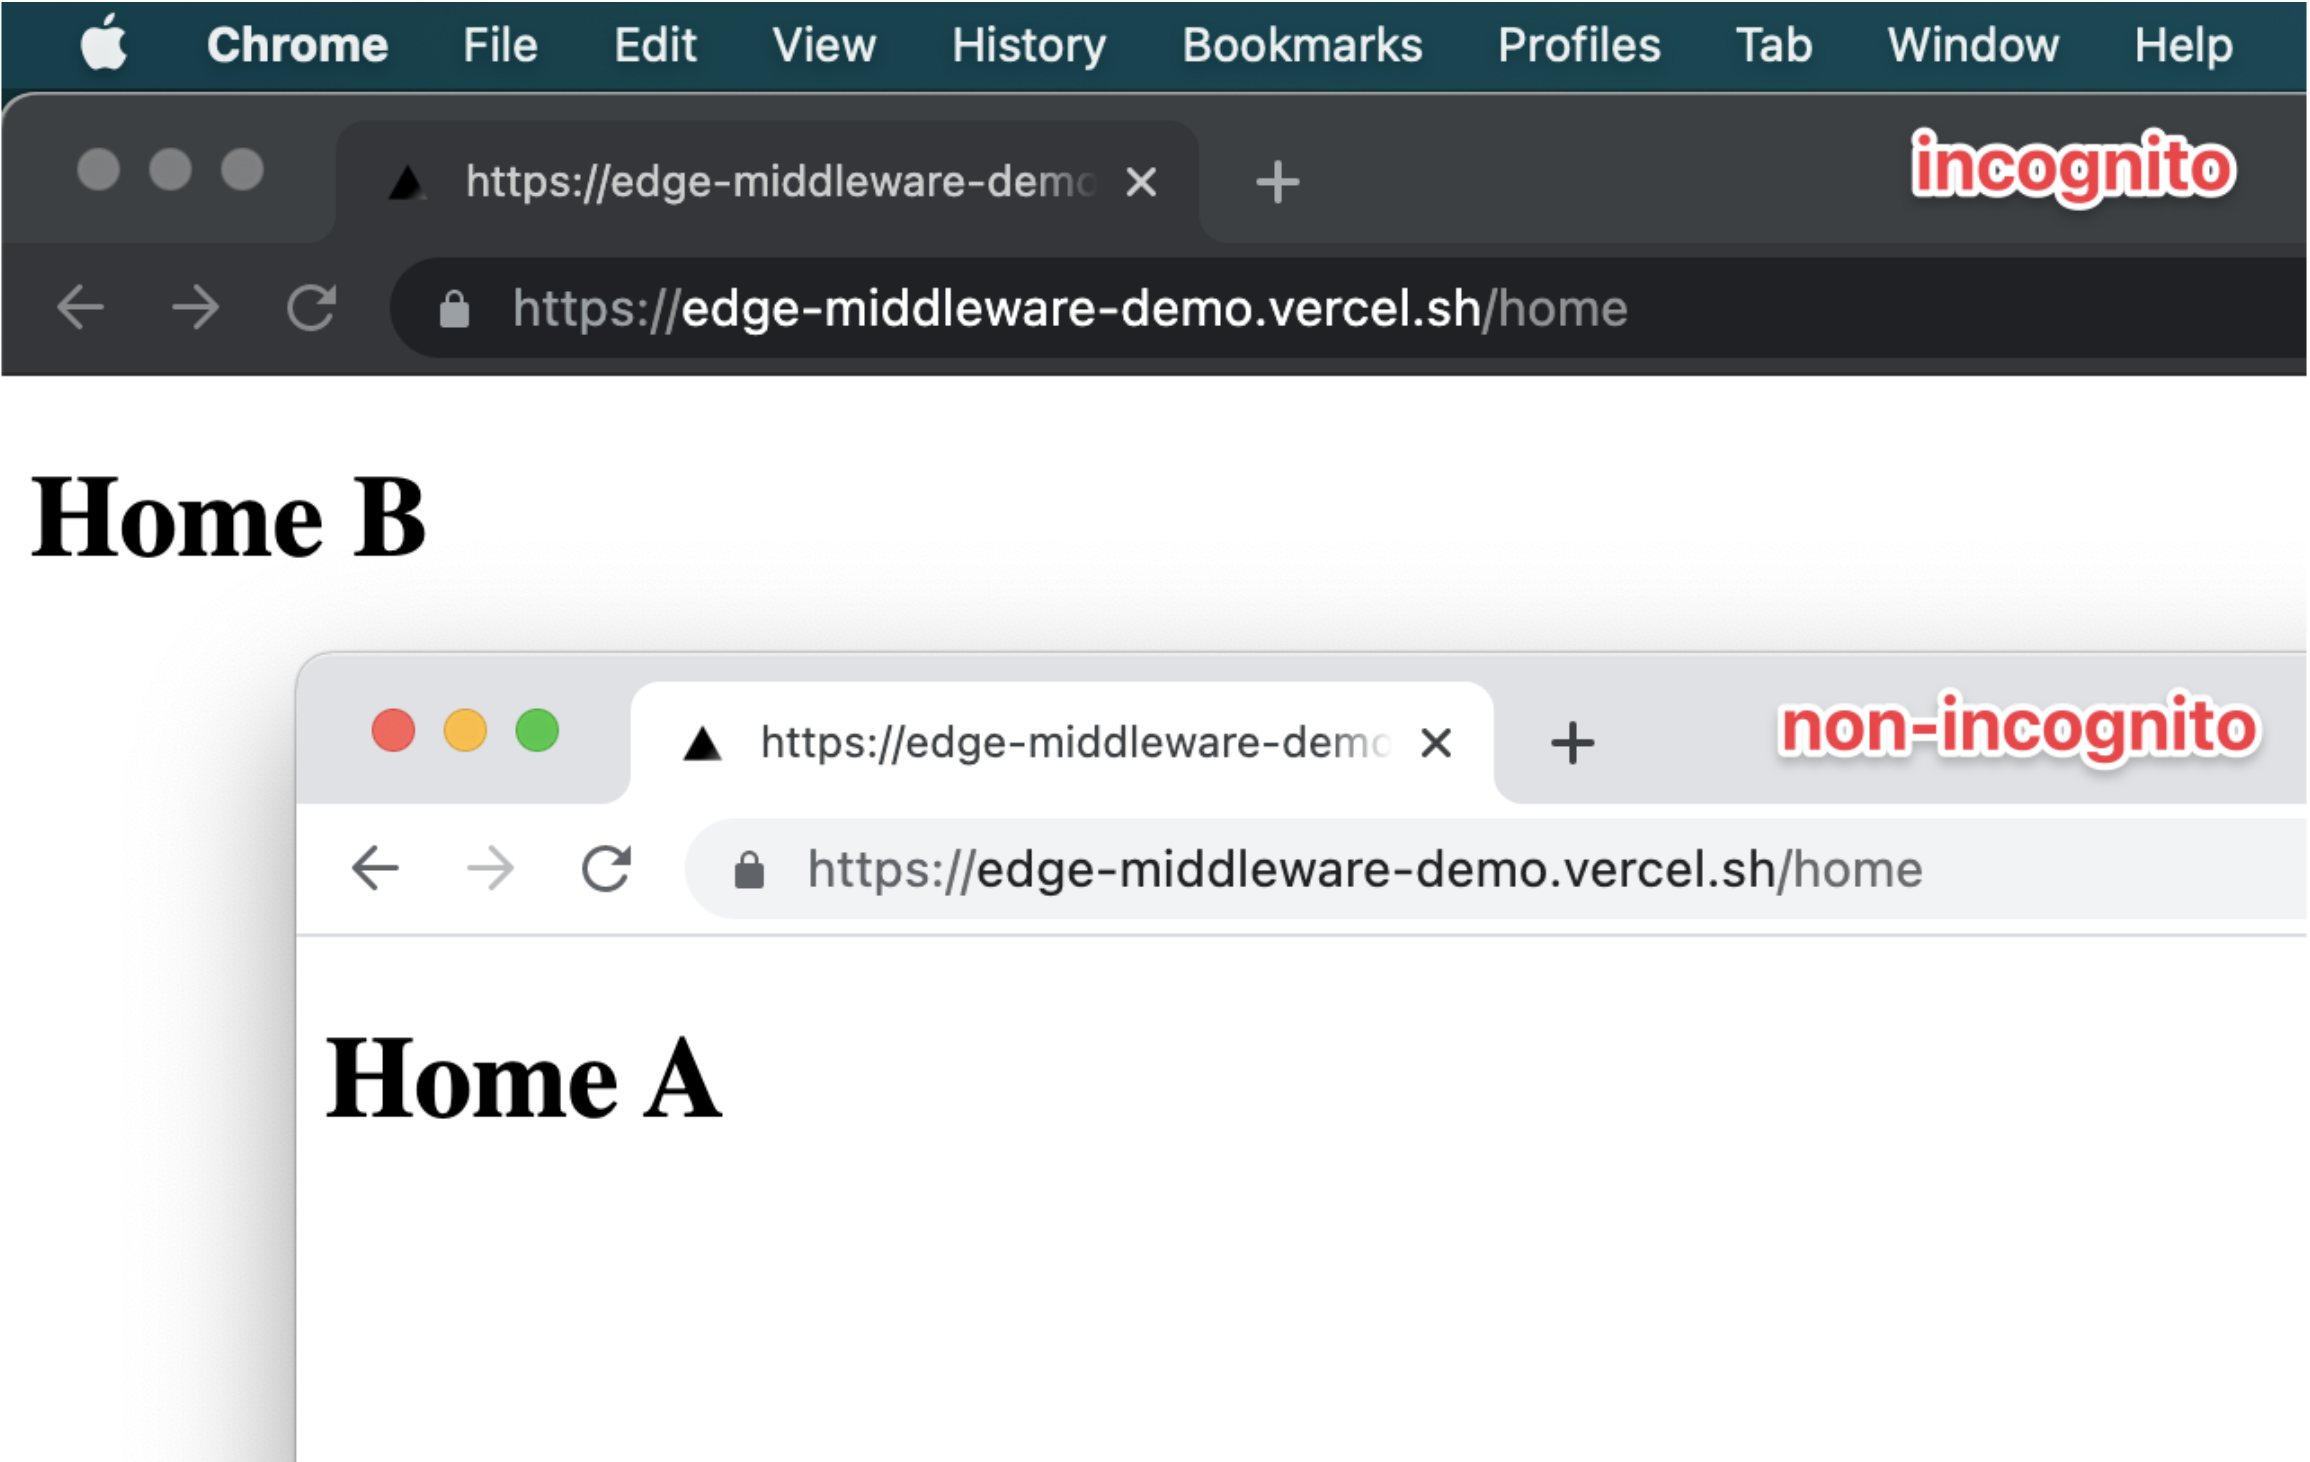 Chrome File Edit View History Bookmarks Profiles Tab Window Help
https://edge-middleware-demo
incognito
https://edge-middleware-demo.vercel.sh/home
Home B
https://edge-middleware-demo
non-incognito
https://edge-middleware-demo.vercel.sh/home
Home A